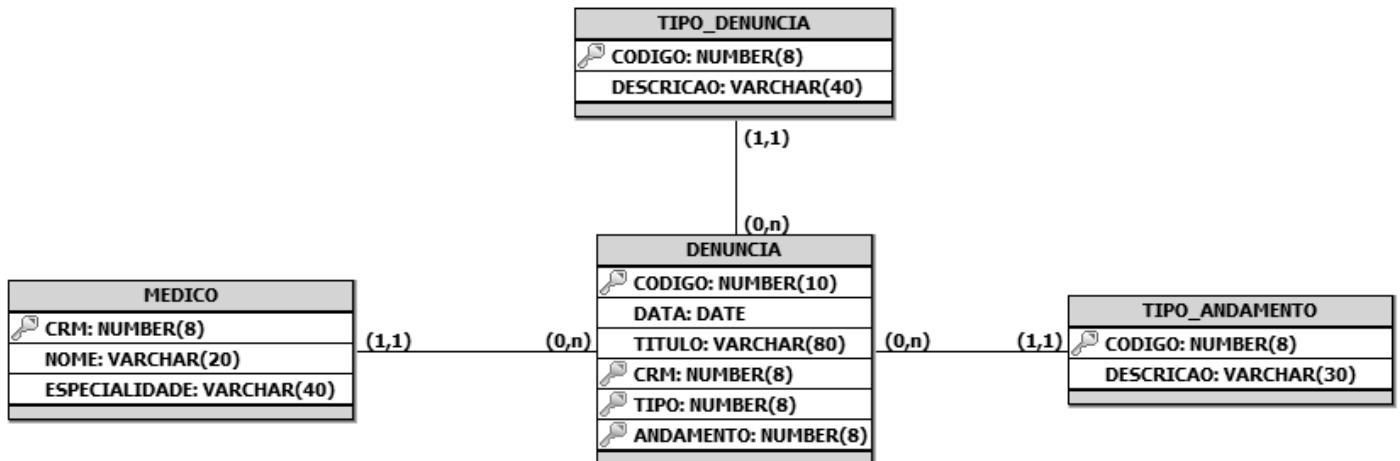 TIPO_DENUNCIA
CODIGO: NUMBER(8)
DESCRICAO: VARCHAR(40)
(1,1)
(0,n)
DENUNCIA
CODIGO: NUMBER(10)
DATA: DATE
TITULO: VARCHAR(80)
CRM: NUMBER(8)
TIPO: NUMBER(8)
ANDAMENTO: NUMBER(8)
MEDICO
CRM: NUMBER(8)
NOME: VARCHAR(20)
ESPECIALIDADE: VARCHAR(40)
(1,1)
(0,n)
(0,n)
(1,1)
TIPO_ANDAMENTO
CODIGO: NUMBER(8)
DESCRICAO: VARCHAR(30)